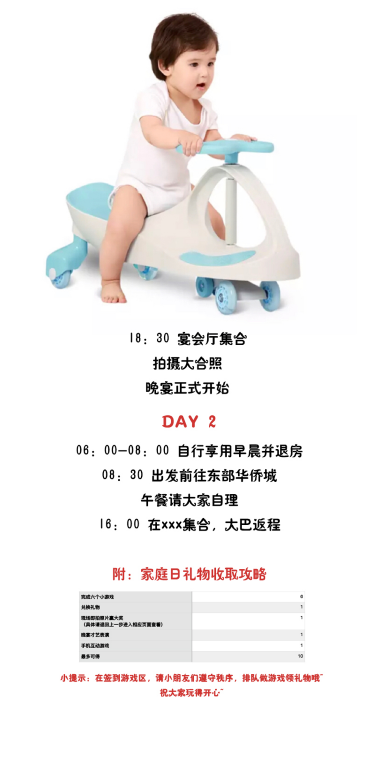 18：30 宴会厅集合
拍摄大合照
晚宴正式开始
DAY 2
06：00—08：00 自行享用早晨并退房
08：30 出发前往东部华侨城
午餐请大家自理
16：00 在xxx集合，大巴返程
附：家庭日礼物收取攻略
完成六个小游戏 6
兑换礼物 1
现场即拍照片赢大奖 1
（具体请返回上一步进入相应页面查看）
晚宴才艺表演 1
手机互动游戏 1
最多可得 10
小提示：在签到游戏区，请小朋友们遵守秩序，排队做游戏领礼物哦~
祝大家玩得开心~